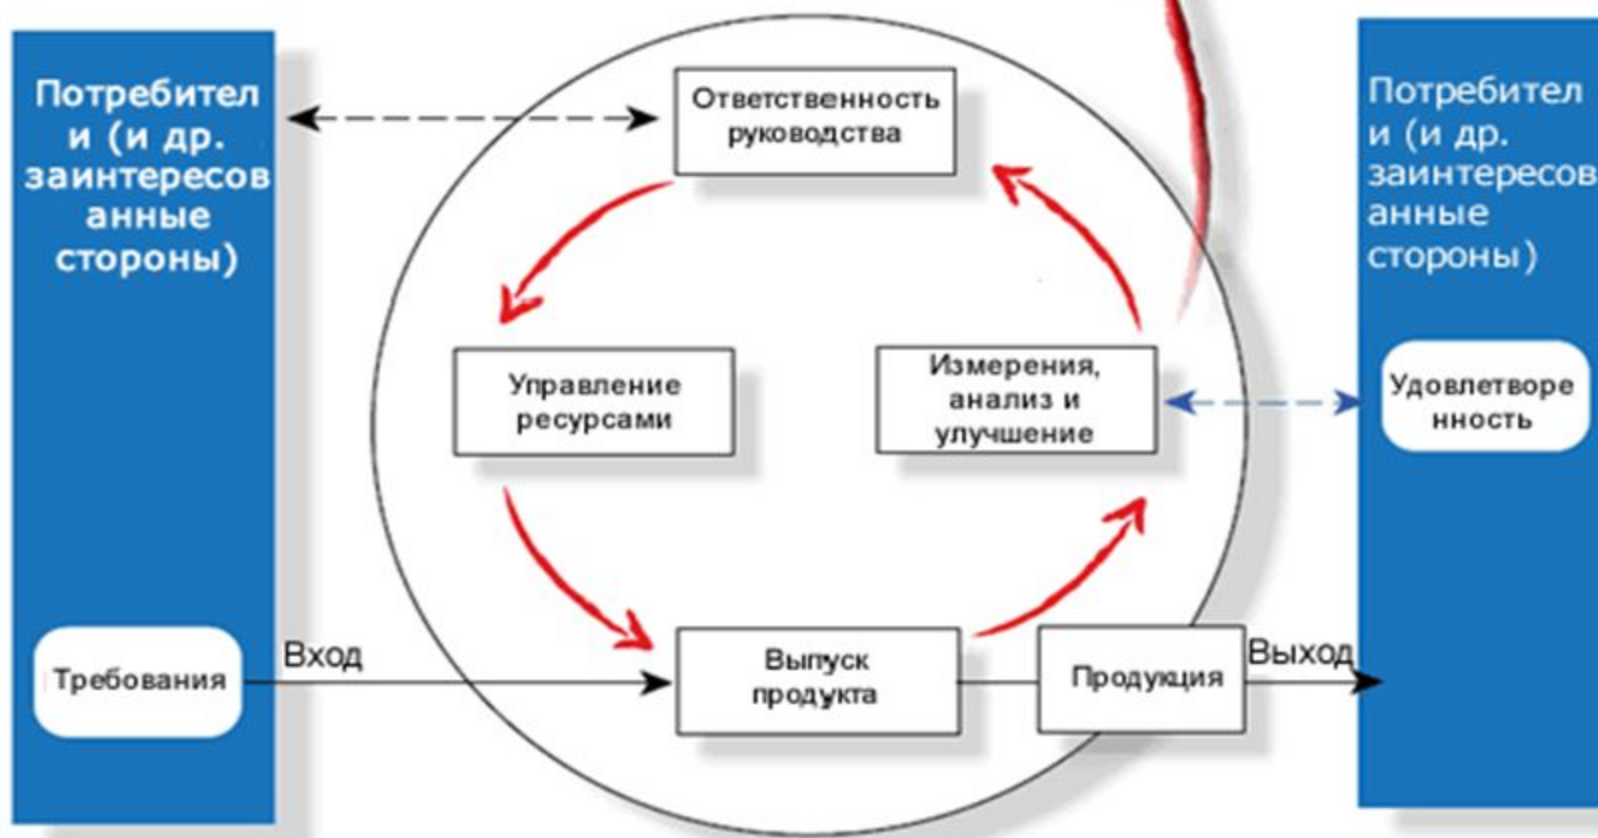 Потребител
и (и др.
заинтересов
анные
стороны)
Требования
Вход
Ответственность
руководства
Управление
ресурсами
Измерения,
анализ и
улучшение
Выпуск
продукта
Продукция
Выход
Потребител
и (и др.
заинтересов
анные
стороны)
Удовлетворе
нность